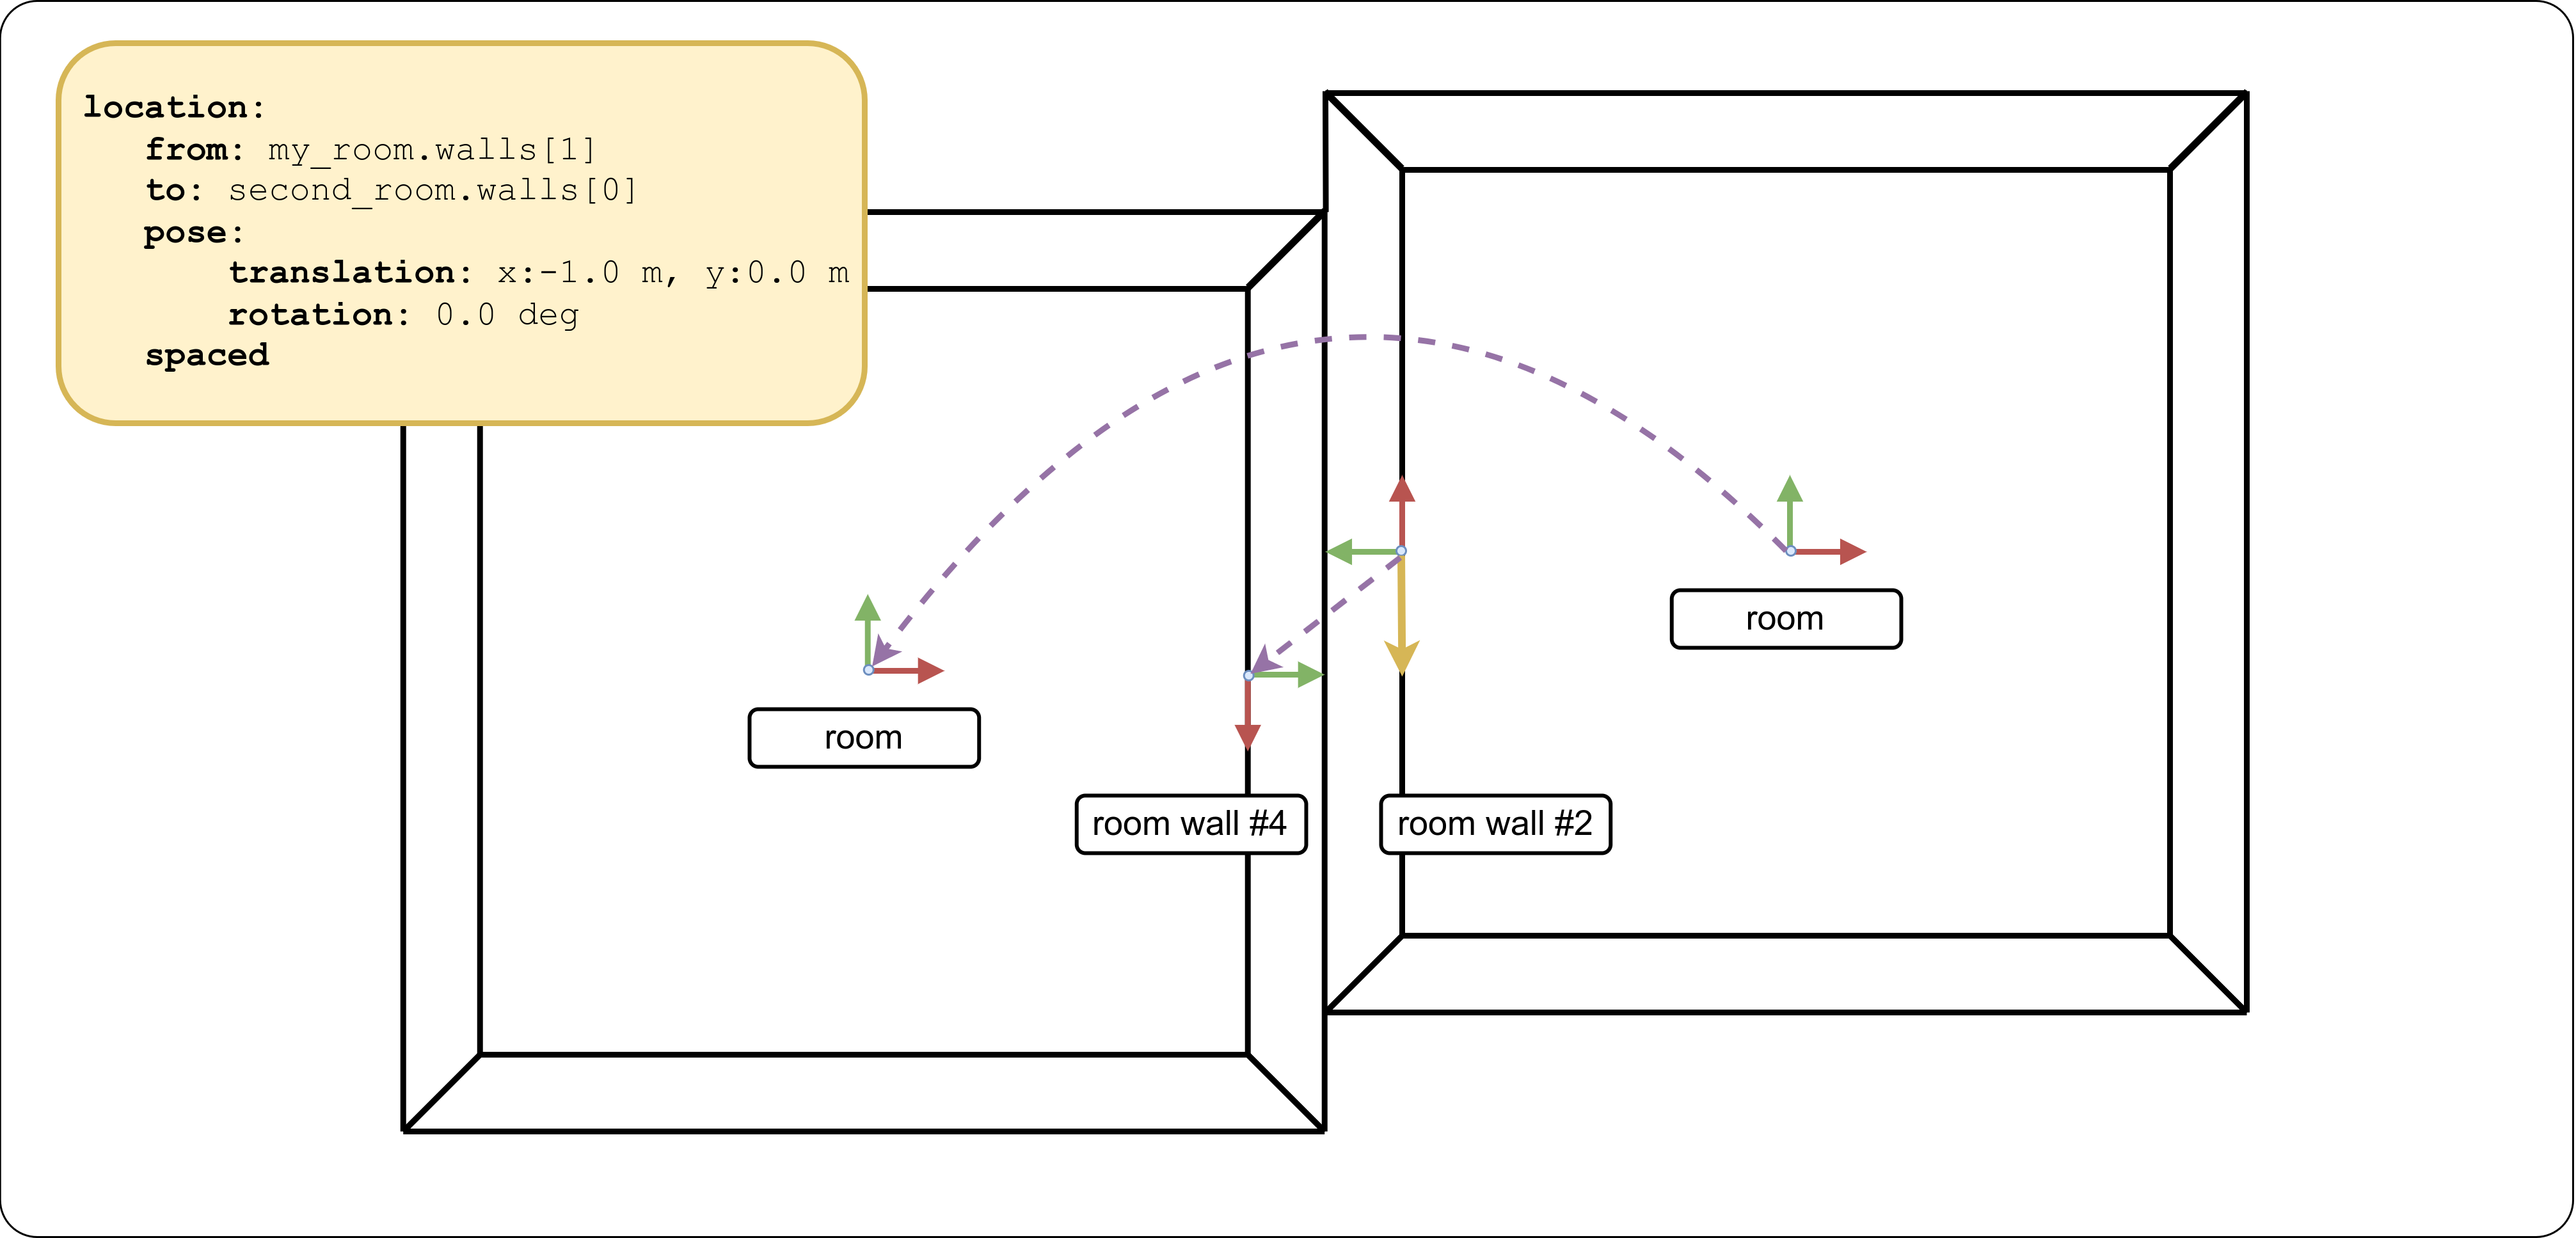 location:
from: my_room.walls[1]
to: second_room.walls[0]
pose:
translation: x:-1.0 m, y:0.0 m
rotation: 0.0 deg
spaced
room
room
room wall #4
room wall #2